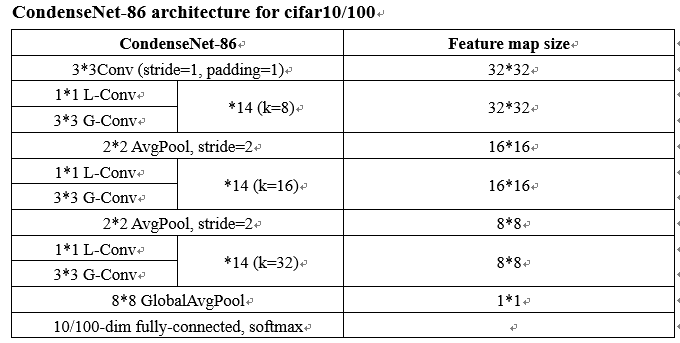 CondenseNet-86 architecture for cifar10/100
CondenseNet-86 Feature map size
3*3Conv (stride=1, padding=1) 32*32
1*1 L-Conv
3*3 G-Conv
*14 (k=8) 32*32
2*2 AvgPool, stride=2 16*16
1*1 L-Conv
3*3 G-Conv
*14 (k=16) 16*16
2*2 AvgPool, stride=2 8*8
1*1 L-Conv
3*3 G-Conv
*14 (k=32) 8*8
8*8 GlobalAvgPool 1*1
10/100-dim fully-connected, softmax